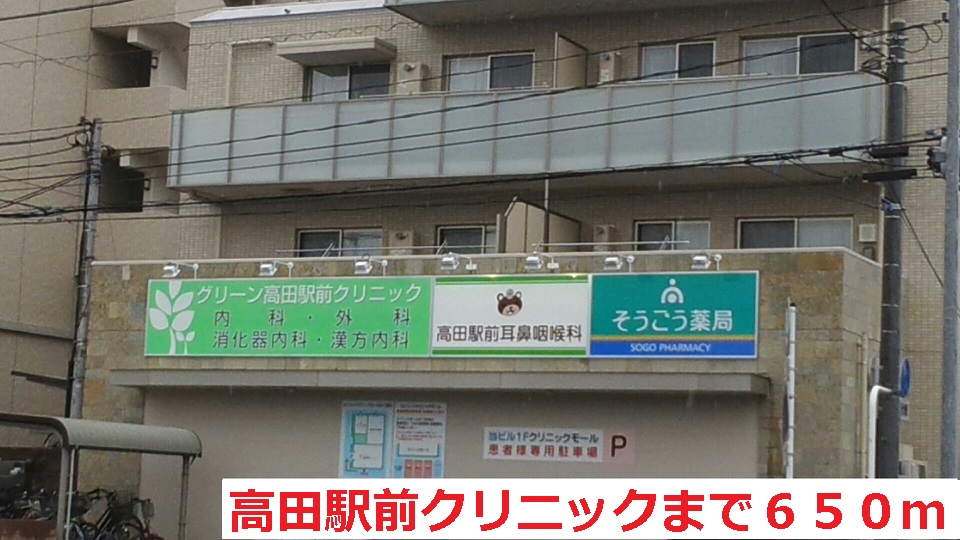 グリーン高田駅前クリニック
内科・外科
消化器内科・漢方内科
高田駅前耳鼻咽喉科
そうごう薬局
SOGO PHARMACY
当ビル1Fクリニックモール
患者様専用駐車場
P
高田駅前クリニックまで650m